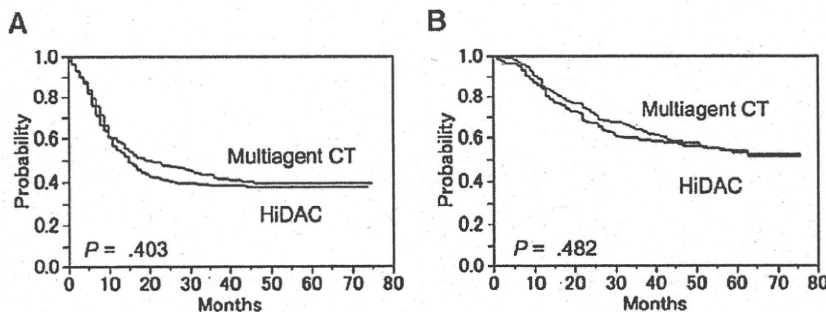 A
1.0
0.8
0.6
0.4
0.2
0.0
Probability
Multiagent CT
HiDAC
P = .403
0 10 20 30 40 50 60 70 80
Months
B
1.0
0.8
0.6
0.4
0.2
0.0
Probability
Multiagent CT
HiDAC
P = .482
0 10 20 30 40 50 60 70 80
Months